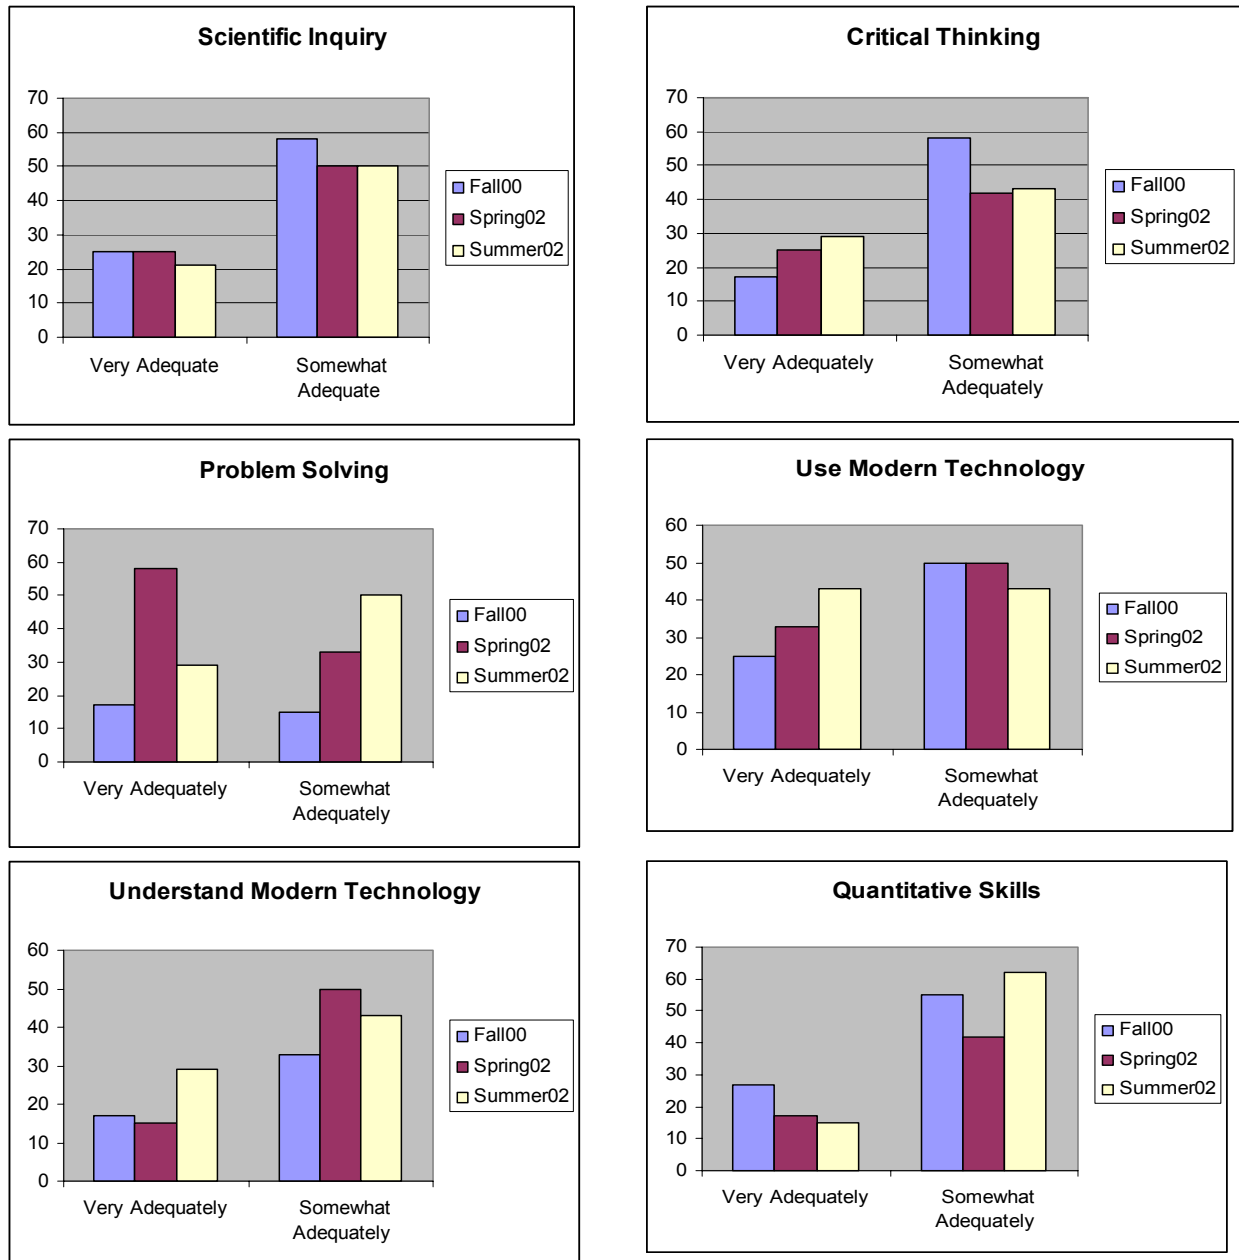 Scientific Inquiry
70
60
50
40
30
20
10
0
Very Adequate
Somewhat
Adequate
Fall00
Spring02
Summer02
Critical Thinking
70
60
50
40
30
20
10
0
Very Adequately
Somewhat
Adequately
Fall00
Spring02
Summer02
Problem Solving
70
60
50
40
30
20
10
0
Very Adequately
Somewhat
Adequately
Fall00
Spring02
Summer02
Use Modern Technology
60
50
40
30
20
10
0
Very Adequately
Somewhat
Adequately
Fall00
Spring02
Summer02
Understand Modern Technology
60
50
40
30
20
10
0
Very Adequately
Somewhat
Adequately
Fall00
Spring02
Summer02
Quantitative Skills
70
60
50
40
30
20
10
0
Very Adequately
Somewhat
Adequately
Fall00
Spring02
Summer02